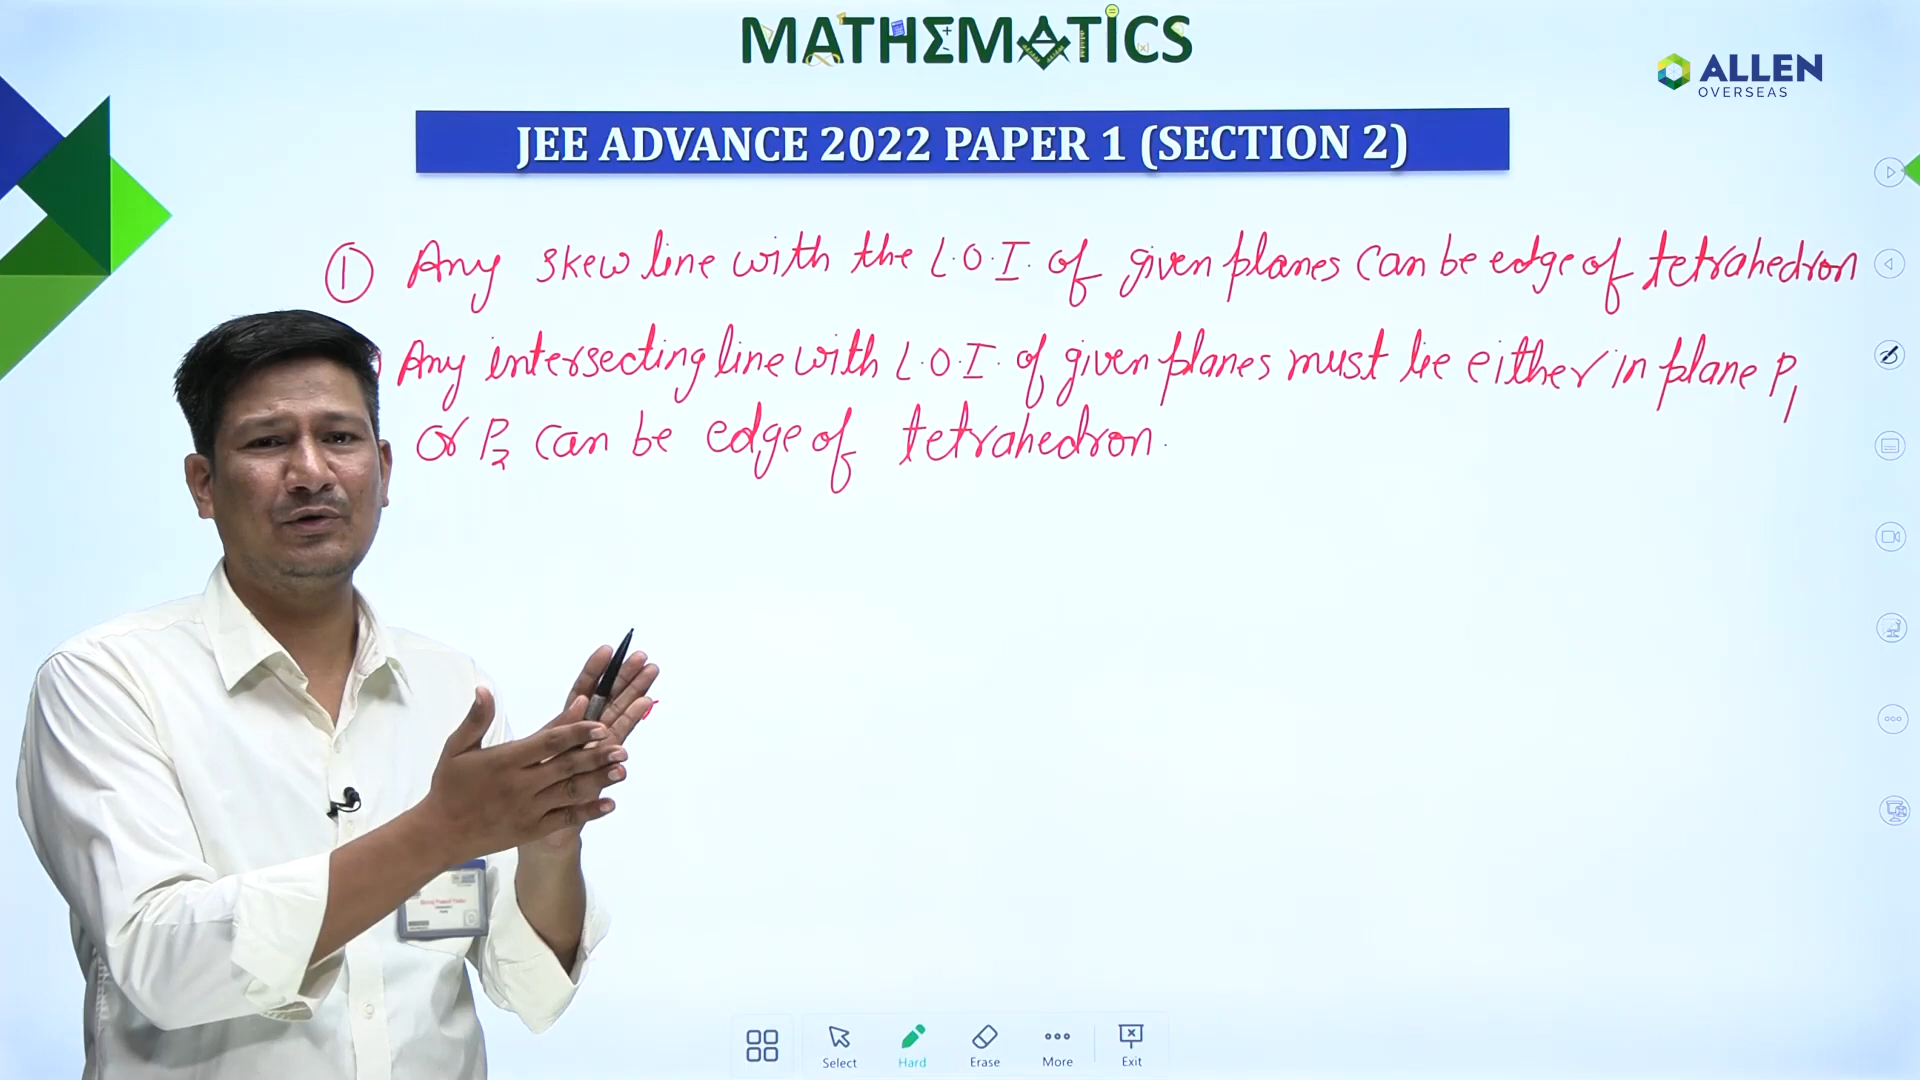 MATHEMATICS
ALLEN
OVERSEAS
JEE ADVANCE 2022 PAPER 1 (SECTION 2)
① Any skew line with the L.O.I. of given planes can be edge of tetrahedron
) Any intersecting line with L.O.I. of given planes must lie either in plane P₁
or P₂ can be edge of tetrahedron.
Select
Hard
Erase
More
Exit